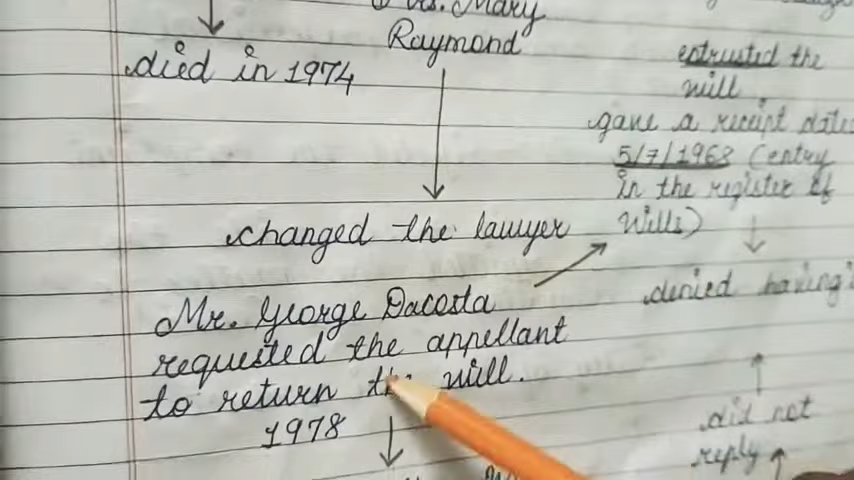 Mrs. Mary
Raymond
died in 1974
changed the lawyer
Mr. George Dacosta
requested the appellant
to return the will.
1978
entrusted the
will
gave a receipt date
5/7/1968 (entry
in the register of
Wills)
denied having
did not
reply